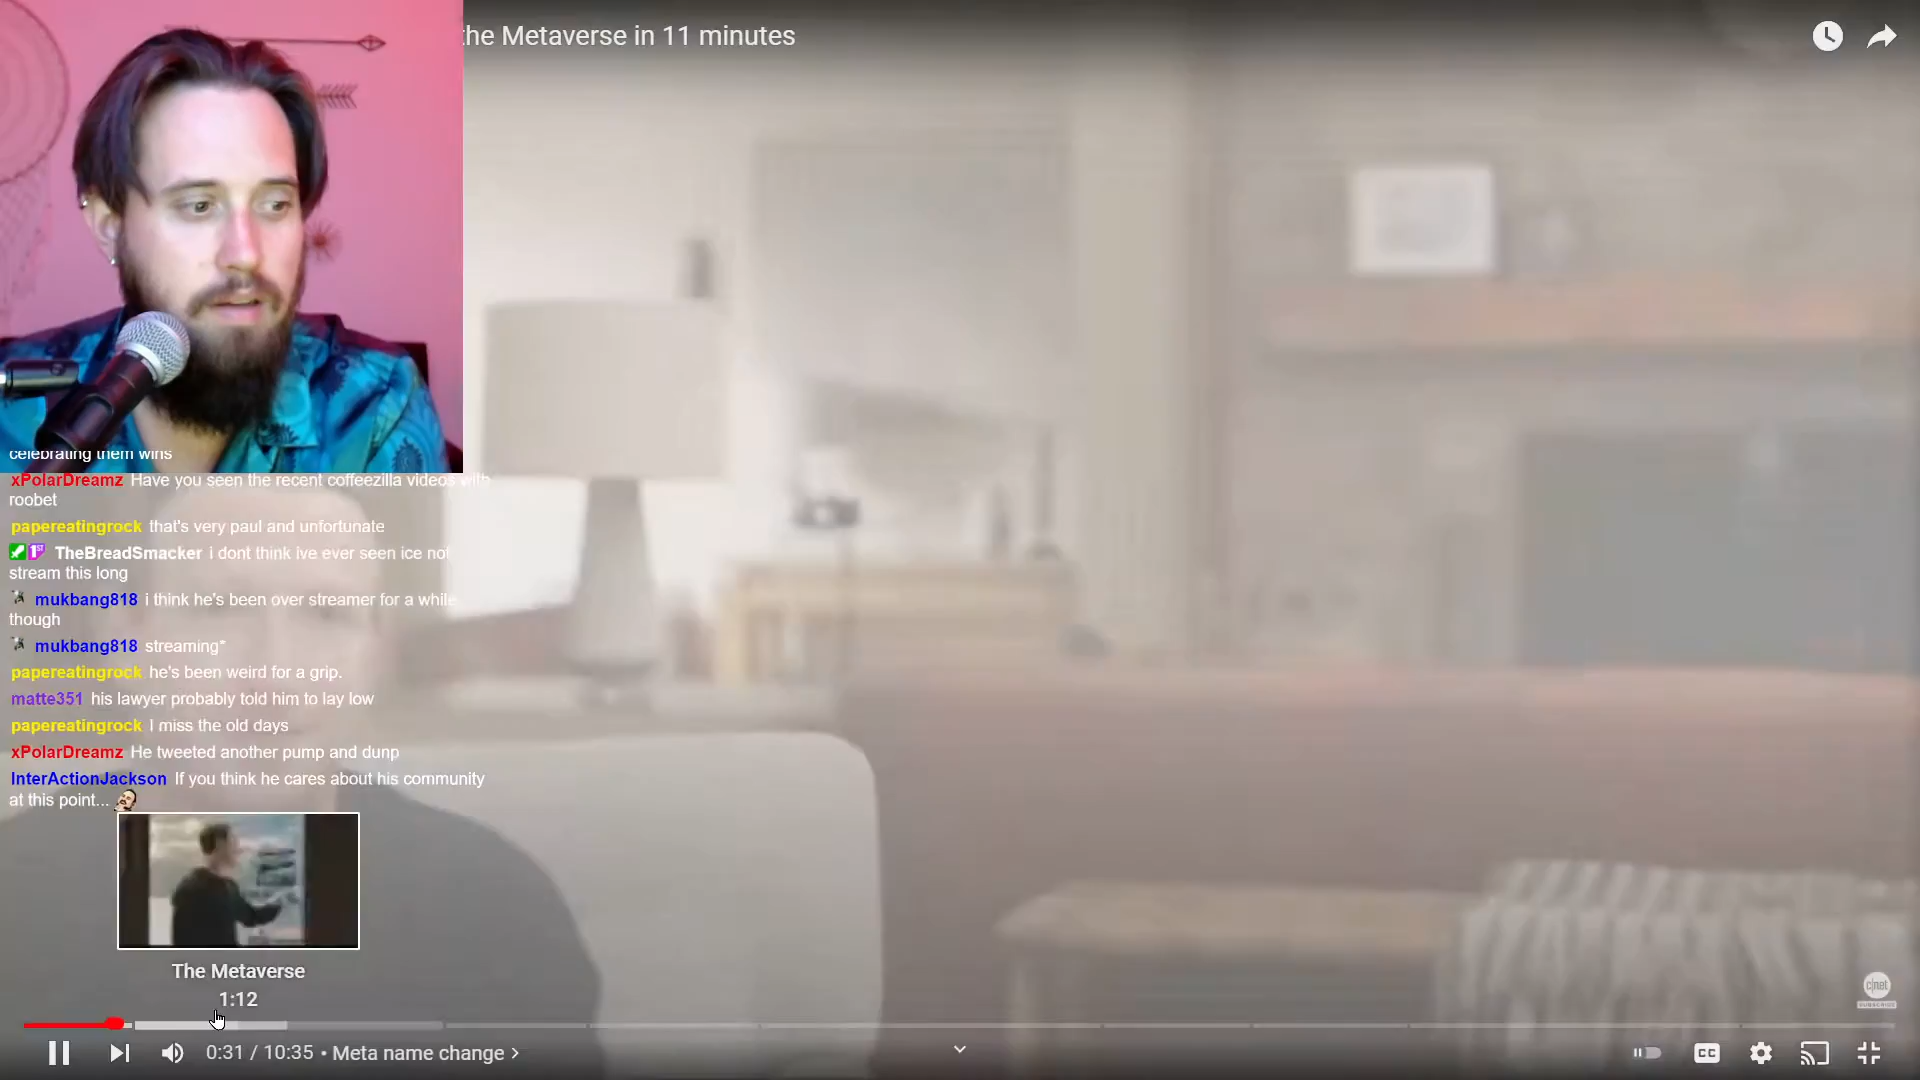 the Metaverse in 11 minutes
celebrating them wins
xPolarDreamz Have you seen the recent coffeezilla videos with
roobet
papereatingrock that's very paul and unfortunate
1ST TheBreadSmacker i dont think ive ever seen ice not
stream this long
mukbang818 i think he's been over streamer for a while
though
mukbang818 streaming*
papereatingrock he's been weird for a grip.
matte351 his lawyer probably told him to lay low
papereatingrock I miss the old days
xPolarDreamz He tweeted another pump and dunp
InterActionJackson If you think he cares about his community
at this point...
The Metaverse
1:12
c|net
SUBSCRIBE
0:31 / 10:35 • Meta name change >
CC